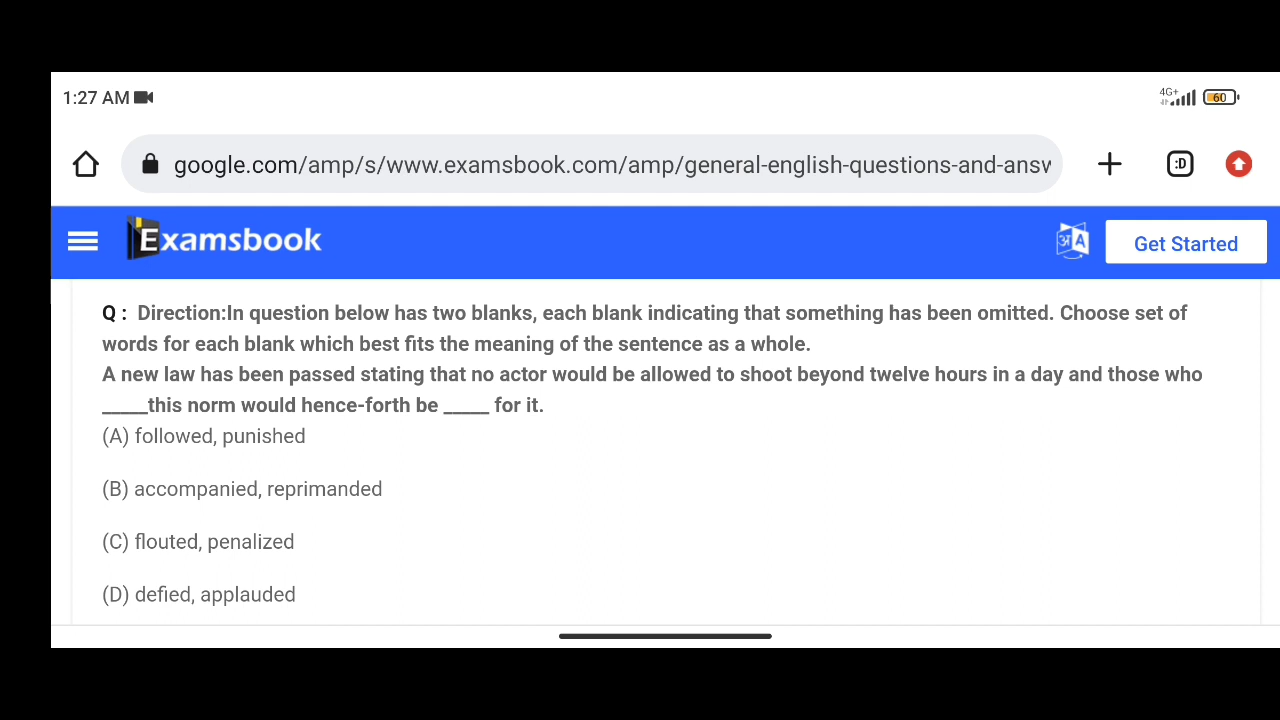 1:27 AM
4G+
60
google.com/amp/s/www.examsbook.com/amp/general-english-questions-and-answ
:D
Examsbook
अ A
Get Started
Q : Direction:In question below has two blanks, each blank indicating that something has been omitted. Choose set of
words for each blank which best fits the meaning of the sentence as a whole.
A new law has been passed stating that no actor would be allowed to shoot beyond twelve hours in a day and those who
_____this norm would hence-forth be _____ for it.
(A) followed, punished
(B) accompanied, reprimanded
(C) flouted, penalized
(D) defied, applauded